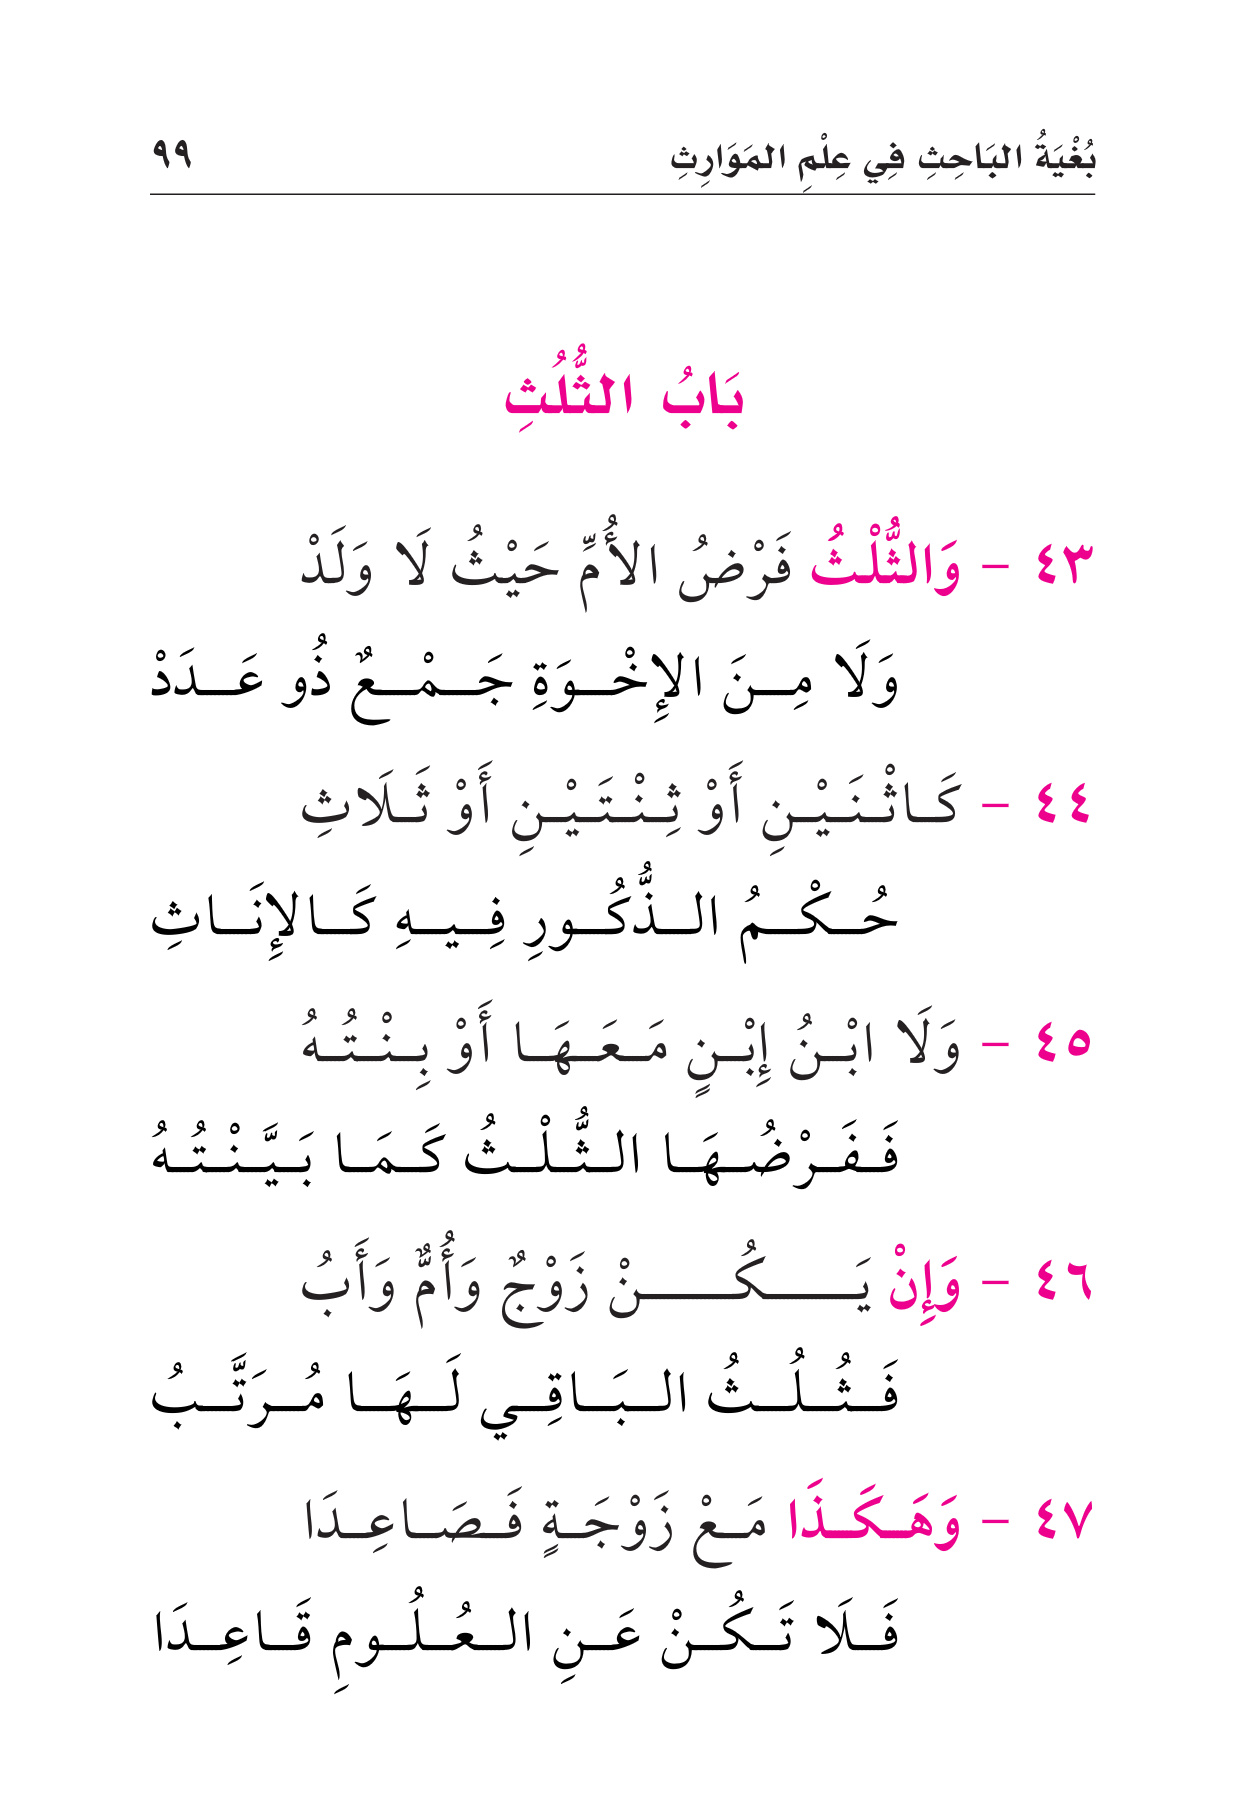 بُغْيَةُ البَاحِثِ فِي عِلْمِ المَوَارِثِ ٩٩
بَابُ الثُّلُثِ
٤٣ - وَالثُّلْثُ فَرْضُ الأُمِّ حَيْثُ لَا وَلَدْ
وَلَا مِنَ الإِخْوَةِ جَمْعٌ ذُو عَدَدْ
٤٤ - كَاثْنَيْنِ أَوْ ثِنْتَيْنِ أَوْ ثَلَاثِ
حُكْمُ الذُّكُورِ فِيهِ كَالإِنَاثِ
٤٥ - وَلَا ابْنُ إِبْنٍ مَعَهَا أَوْ بِنْتُهُ
فَفَرْضُهَا الثُّلْثُ كَمَا بَيَّنْتُهُ
٤٦ - وَإِنْ يَكُنْ زَوْجٌ وَأُمٌّ وَأَبُ
فَثُلُثُ البَاقِي لَهَا مُرَتَّبُ
٤٧ - وَهَكَذَا مَعْ زَوْجَةٍ فَصَاعِدَا
فَلَا تَكُنْ عَنِ العُلُومِ قَاعِدَا